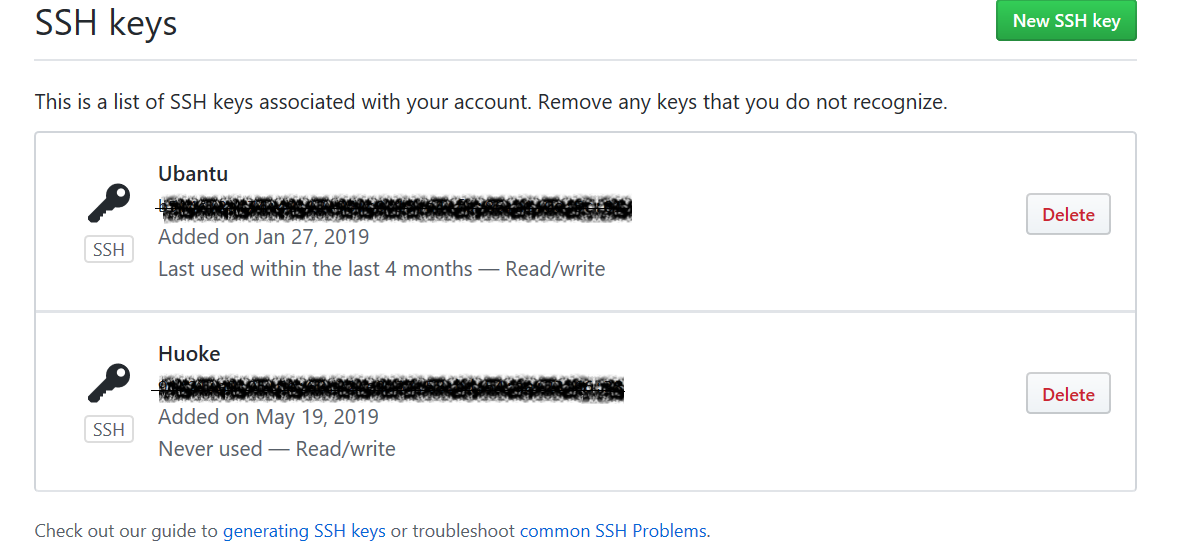 SSH keys
New SSH key
This is a list of SSH keys associated with your account. Remove any keys that you do not recognize.
Ubantu
SSH
Added on Jan 27, 2019
Last used within the last 4 months — Read/write
Delete
Huoke
SSH
Added on May 19, 2019
Never used — Read/write
Delete
Check out our guide to generating SSH keys or troubleshoot common SSH Problems.